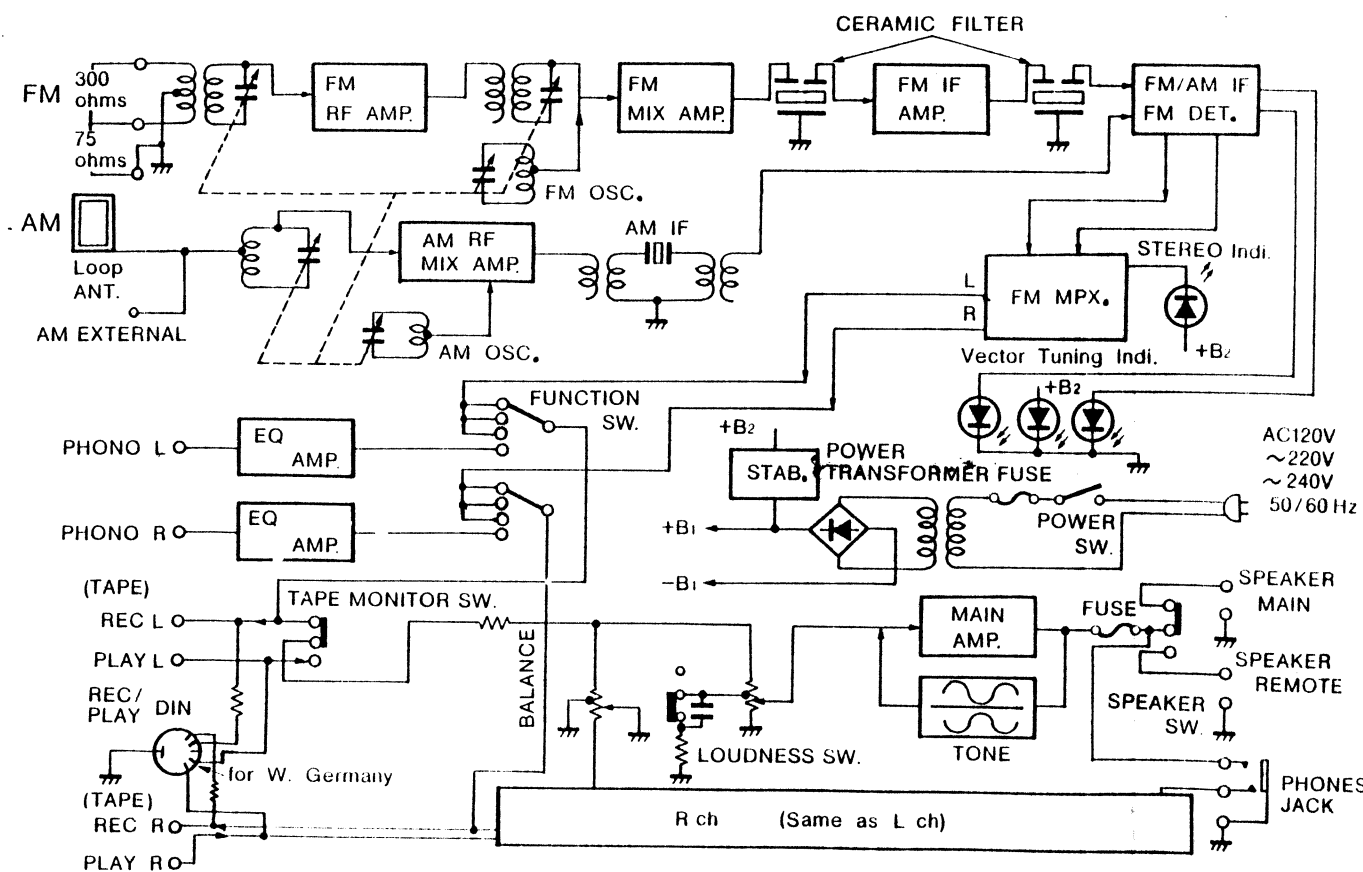 CERAMIC FILTER
FM
300
ohms
75
ohms
FM
RF AMP.
FM
MIX AMP.
FM IF
AMP.
FM/AM IF
FM DET.
FM OSC.
AM
Loop
ANT.
AM EXTERNAL
AM RF
MIX AMP.
AM IF
AM OSC.
STEREO Indi.
L
R
FM MPX.
+B2
Vector Tuning Indi.
+B2
FUNCTION
SW.
PHONO L
EQ
AMP.
PHONO R
EQ
AMP.
+B2
STAB.
POWER
TRANSFORMER
FUSE
+B1
-B1
POWER
SW.
AC120V
~220V
~240V
50/60 Hz
(TAPE)
REC L
PLAY L
TAPE MONITOR SW.
REC/
PLAY
DIN
for W. Germany
(TAPE)
REC R
PLAY R
BALANCE
LOUDNESS SW.
MAIN
AMP.
TONE
FUSE
SPEAKER
MAIN
SPEAKER
REMOTE
SPEAKER
SW.
PHONES
JACK
R ch (Same as L ch)